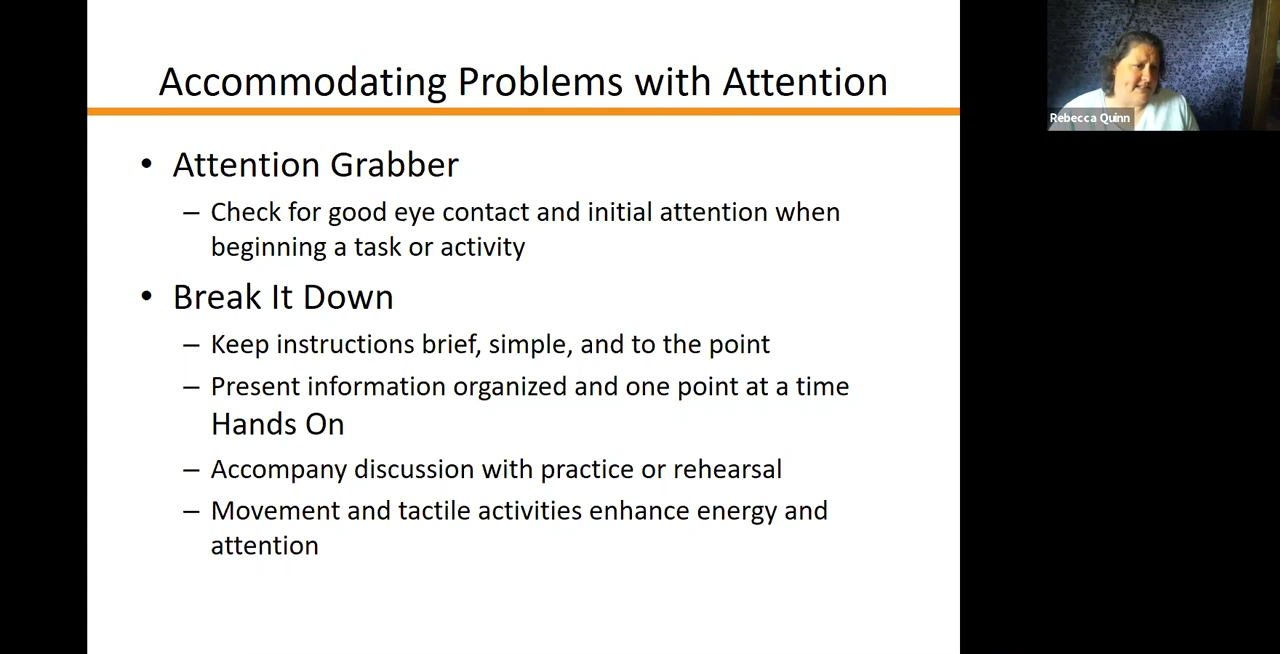 Accommodating Problems with Attention
Rebecca Quinn
• Attention Grabber
– Check for good eye contact and initial attention when
beginning a task or activity
• Break It Down
– Keep instructions brief, simple, and to the point
– Present information organized and one point at a time
Hands On
– Accompany discussion with practice or rehearsal
– Movement and tactile activities enhance energy and
attention